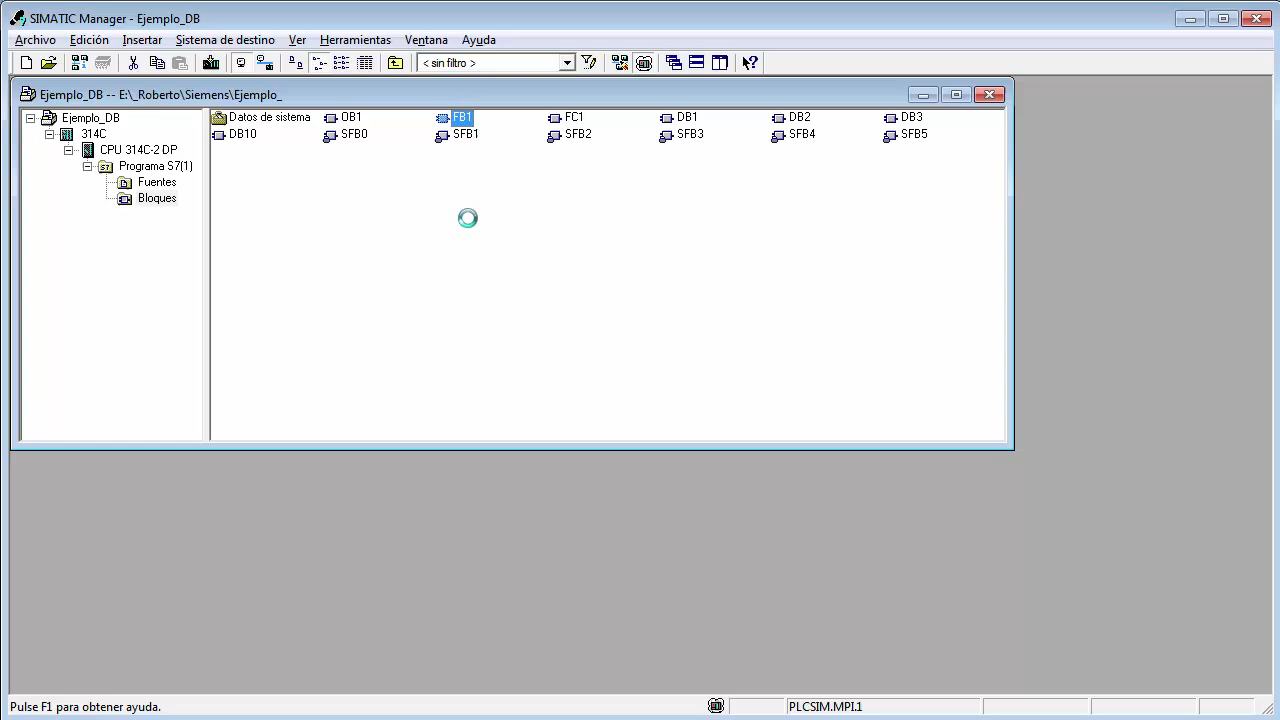 SIMATIC Manager - Ejemplo_DB
Archivo Edición Insertar Sistema de destino Ver Herramientas Ventana Ayuda
< sin filtro >
Ejemplo_DB -- E:\_Roberto\Siemens\Ejemplo_
Ejemplo_DB
314C
CPU 314C-2 DP
Programa S7(1)
Fuentes
Bloques
Datos de sistema OB1 FB1 FC1 DB1 DB2 DB3
DB10 SFB0 SFB1 SFB2 SFB3 SFB4 SFB5
Pulse F1 para obtener ayuda.
PLCSIM.MPI.1